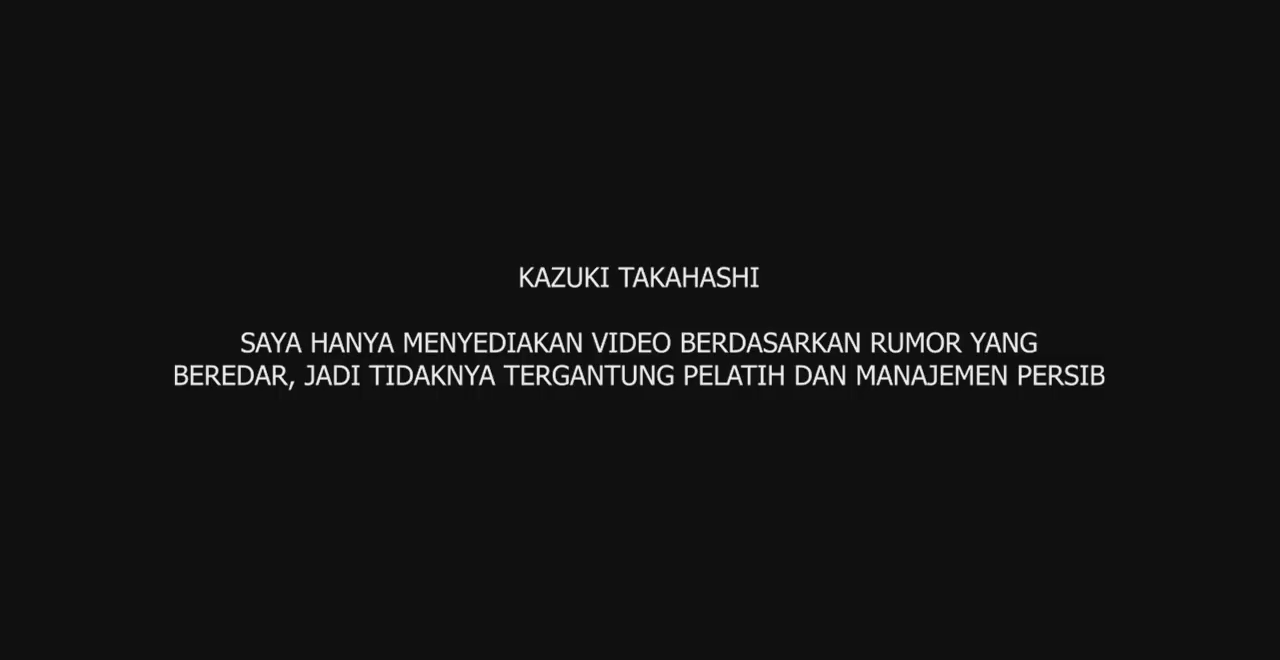 KAZUKI TAKAHASHI
SAYA HANYA MENYEDIAKAN VIDEO BERDASARKAN RUMOR YANG
BEREDAR, JADI TIDAKNYA TERGANTUNG PELATIH DAN MANAJEMEN PERSIB